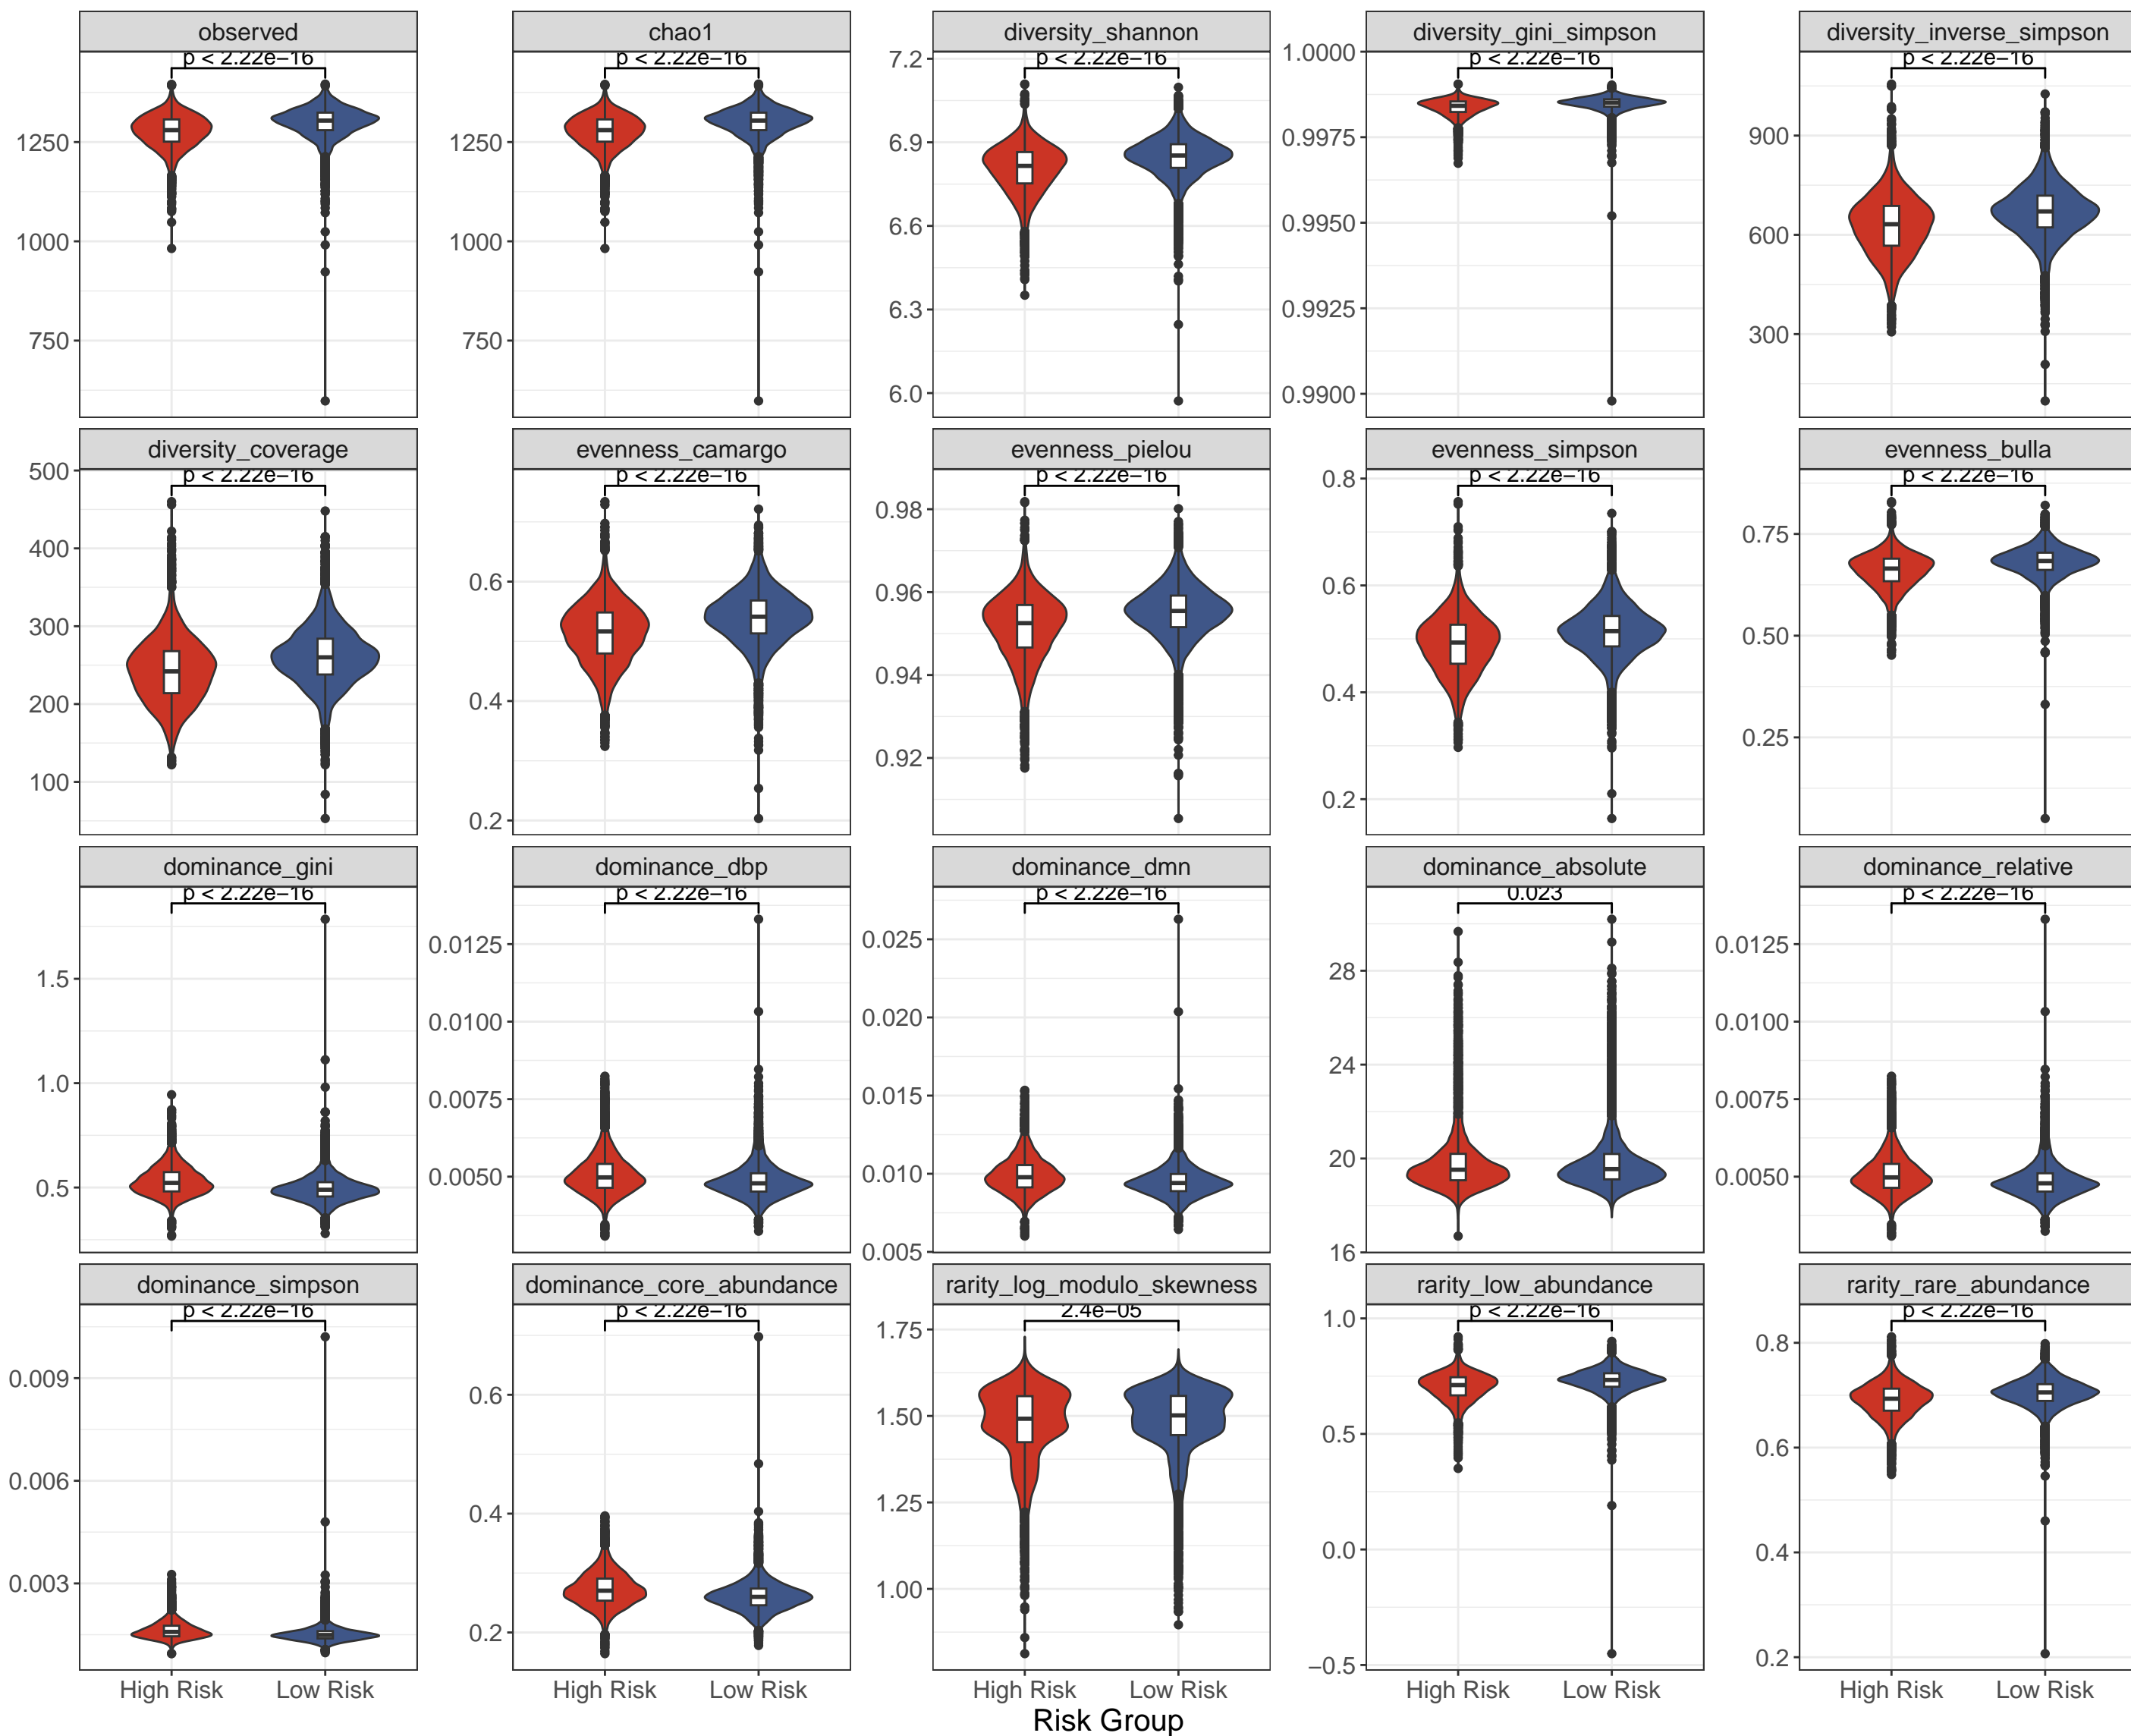 observed chao1 diversity_shannon diversity_gini_simpson diversity_inverse_simpson
p < 2.22e−16 p < 2.22e−16 p < 2.22e−16 p < 2.22e−16 p < 2.22e−16
1250 1000 750
1250 1000 750
7.2 6.9 6.6 6.3 6.0
1.0000 0.9975 0.9950 0.9925 0.9900
900 600 300
diversity_coverage evenness_camargo evenness_pielou evenness_simpson evenness_bulla
p < 2.22e−16 p < 2.22e−16 p < 2.22e−16 p < 2.22e−16 p < 2.22e−16
500 400 300 200 100
0.6 0.4 0.2
0.98 0.96 0.94 0.92
0.8 0.6 0.4 0.2
0.75 0.50 0.25
dominance_gini dominance_dbp dominance_dmn dominance_absolute dominance_relative
p < 2.22e−16 p < 2.22e−16 p < 2.22e−16 0.023 p < 2.22e−16
1.5 1.0 0.5
0.0125 0.0100 0.0075 0.0050
0.025 0.020 0.015 0.010 0.005
28 24 20 16
0.0125 0.0100 0.0075 0.0050
dominance_simpson dominance_core_abundance rarity_log_modulo_skewness rarity_low_abundance rarity_rare_abundance
p < 2.22e−16 p < 2.22e−16 2.4e−05 p < 2.22e−16 p < 2.22e−16
0.009 0.006 0.003
0.6 0.4 0.2
1.75 1.50 1.25 1.00
1.0 0.5 0.0 −0.5
0.8 0.6 0.4 0.2
High Risk Low Risk High Risk Low Risk High Risk Low Risk High Risk Low Risk High Risk Low Risk
Risk Group